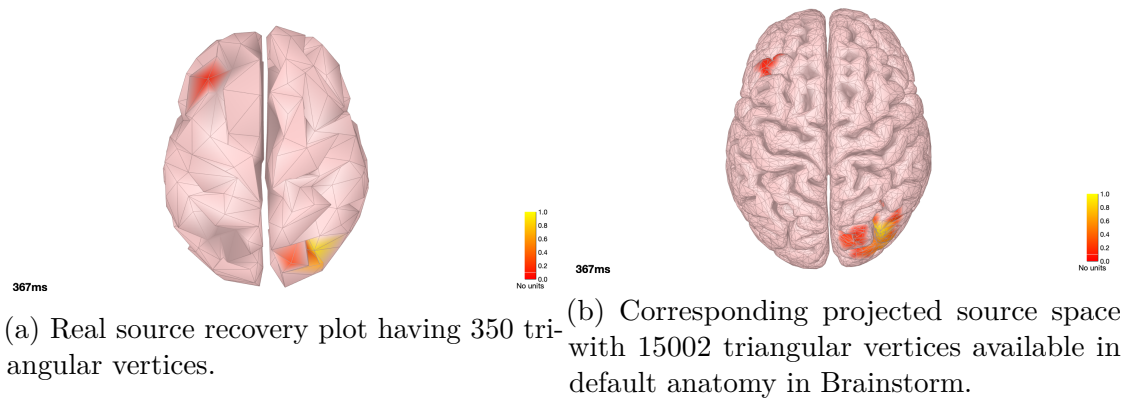 1.0
0.8
0.6
0.4
0.2
0.0
No units
367ms
(a) Real source recovery plot having 350 tri-
angular vertices.
1.0
0.8
0.6
0.4
0.2
0.0
No units
367ms
(b) Corresponding projected source space
with 15002 triangular vertices available in
default anatomy in Brainstorm.